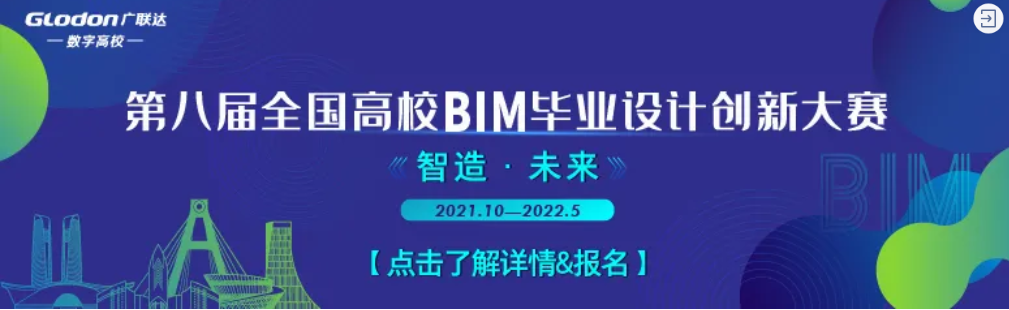 GLodon广联达
—数字高校—
第八届全国高校BIM毕业设计创新大赛
智造·未来
2021.10—2022.5
【点击了解详情&报名】
BIM